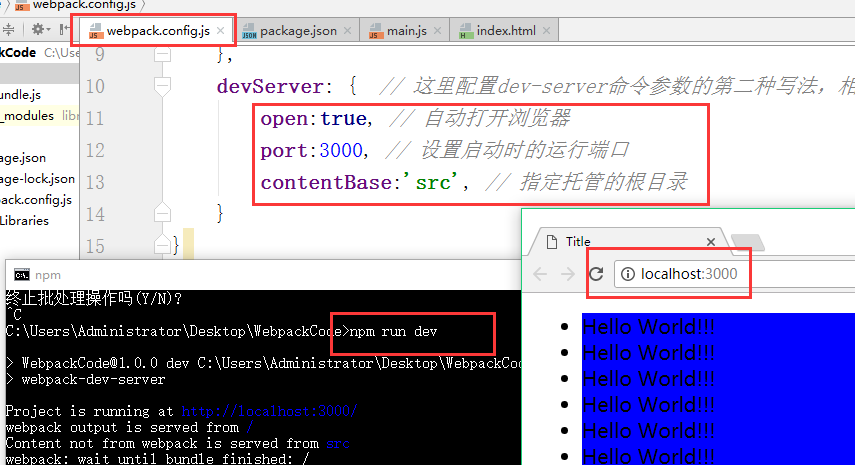 webpack.config.js
webpack.config.js package.json main.js index.html
kCode C:\Us
undle.js
_modules libr
age.json
age-lock.json
pack.config.js
Libraries
9 },
10 devServer: { // 这里配置dev-server命令参数的第二种写法，相
11 open:true, // 自动打开浏览器
12 port:3000, // 设置启动时的运行端口
13 contentBase:'src', // 指定托管的根目录
14 }
15 }
npm
终止批处理操作吗(Y/N)?
^C
C:\Users\Administrator\Desktop\WebpackCode>npm run dev
> WebpackCode@1.0.0 dev C:\Users\Administrator\Desktop\WebpackCo
> webpack-dev-server
Project is running at http://localhost:3000/
webpack output is served from /
Content not from webpack is served from src
webpack: wait until bundle finished: /
Title
localhost:3000
Hello World!!!
Hello World!!!
Hello World!!!
Hello World!!!
Hello World!!!
Hello World!!!